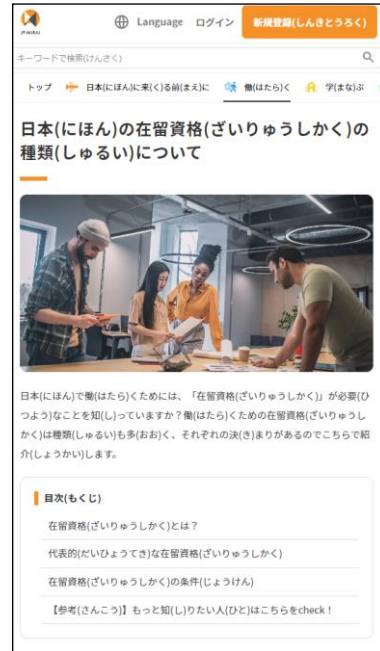 JP-MIRAI
Language
ログイン
新規登録(しんきとうろく)
キーワードで検索(けんさく)
トップ
日本(にほん)に来(く)る前(まえ)に
働(はたら)く
学(まな)ぶ
日本(にほん)の在留資格(ざいりゅうしかく)の
種類(しゅるい)について
日本(にほん)で働(はたら)くためには、「在留資格(ざいりゅうしかく)」が必要(ひ
つよう)なことを知(し)っていますか？働(はたら)くための在留資格(ざいりゅうし
かく)は種類(しゅるい)も多(おお)く、それぞれの決(き)まりがあるのでこちらで紹
介(しょうかい)します。
目次(もくじ)
在留資格(ざいりゅうしかく)とは？
代表的(だいひょうてき)な在留資格(ざいりゅうしかく)
在留資格(ざいりゅうしかく)の条件(じょうけん)
【参考(さんこう)】もっと知(し)りたい人(ひと)はこちらをcheck！